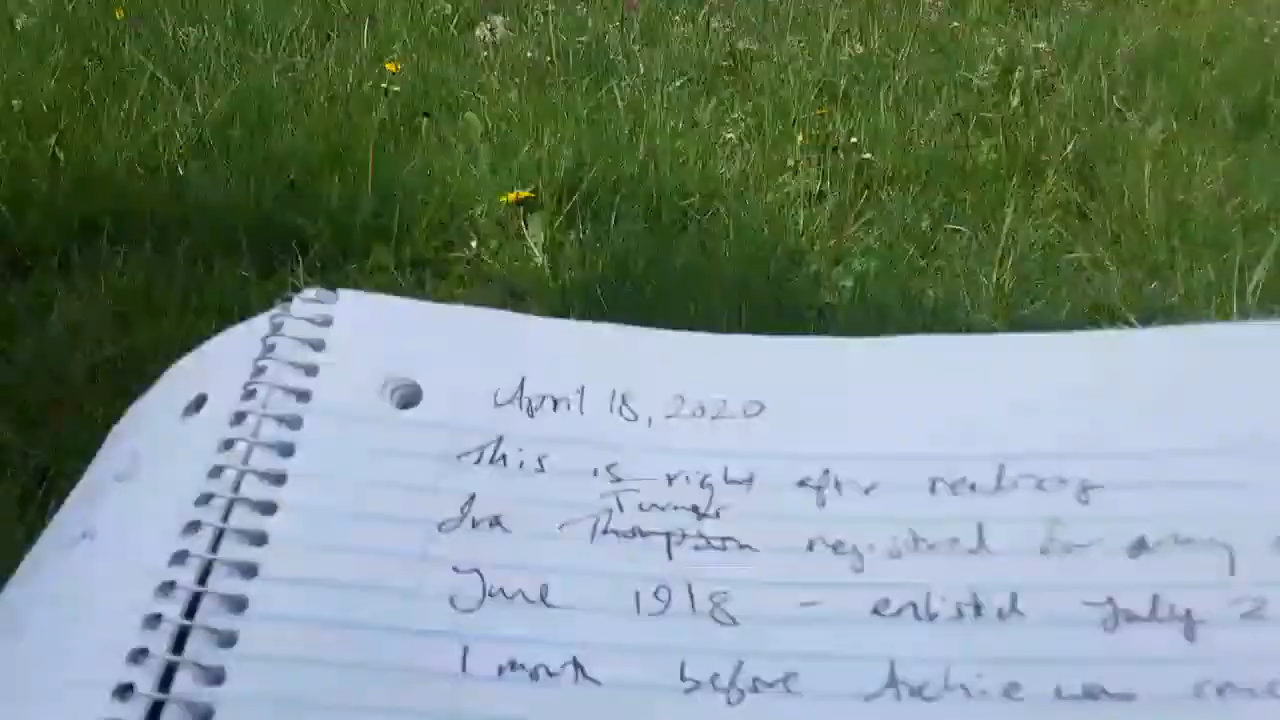 April 18, 2020
This is right after realizing
Turner
Ira Thompson registered for army
June 1918 - enlisted July 2
1 month before Archie was